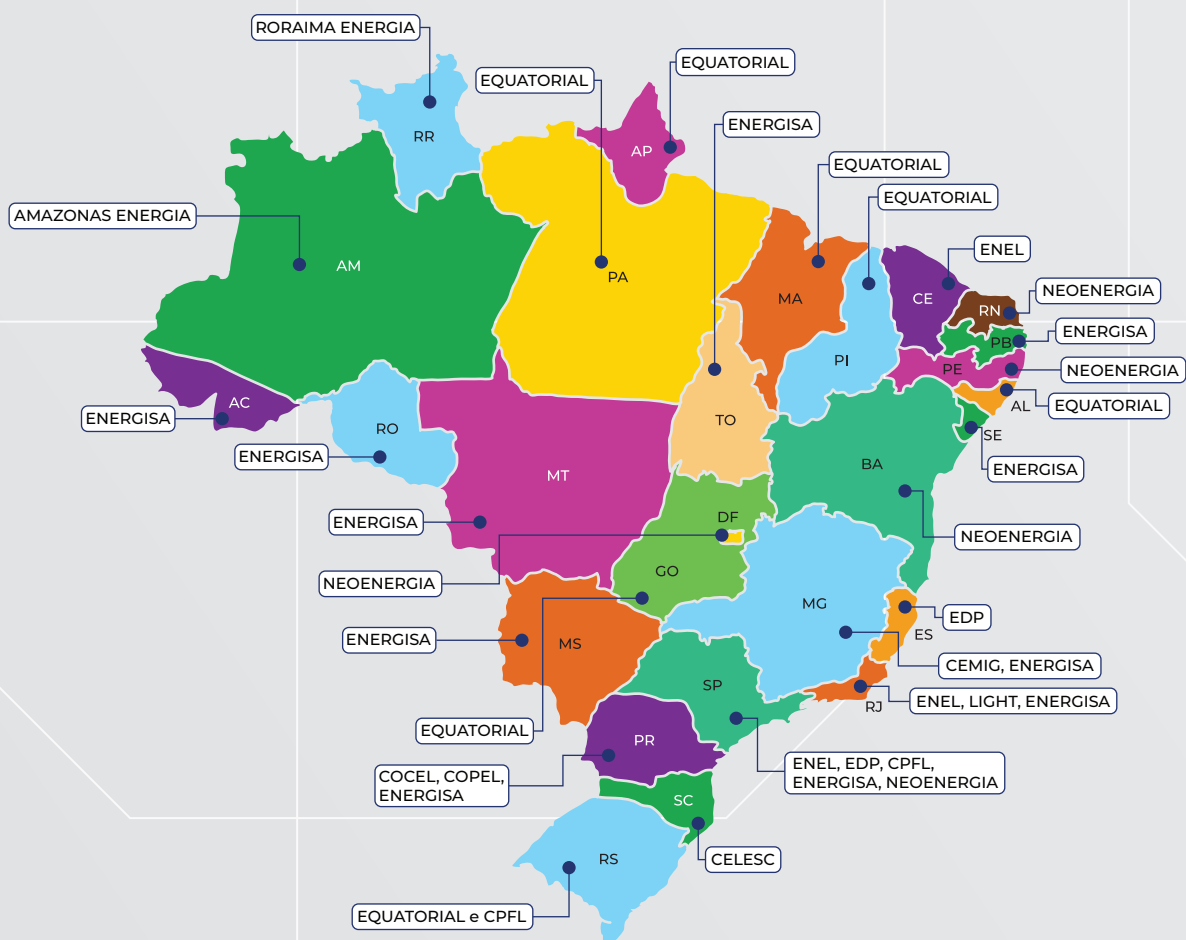 RORAIMA ENERGIA
EQUATORIAL
EQUATORIAL
ENERGISA
RR
AP
EQUATORIAL
EQUATORIAL
AMAZONAS ENERGIA
ENEL
AM
PA
MA
CE
NEOENERGIA
RN
ENERGISA
PB
PI
PE
NEOENERGIA
AC
AL
EQUATORIAL
ENERGISA
RO
TO
SE
ENERGISA
MT
BA
ENERGISA
ENERGISA
DF
NEOENERGIA
NEOENERGIA
GO
MG
EDP
ES
ENERGISA
MS
CEMIG, ENERGISA
SP
ENEL, LIGHT, ENERGISA
RJ
EQUATORIAL
PR
ENEL, EDP, CPFL,
ENERGISA, NEOENERGIA
COCEL, COPEL,
ENERGISA
SC
RS
CELESC
EQUATORIAL e CPFL